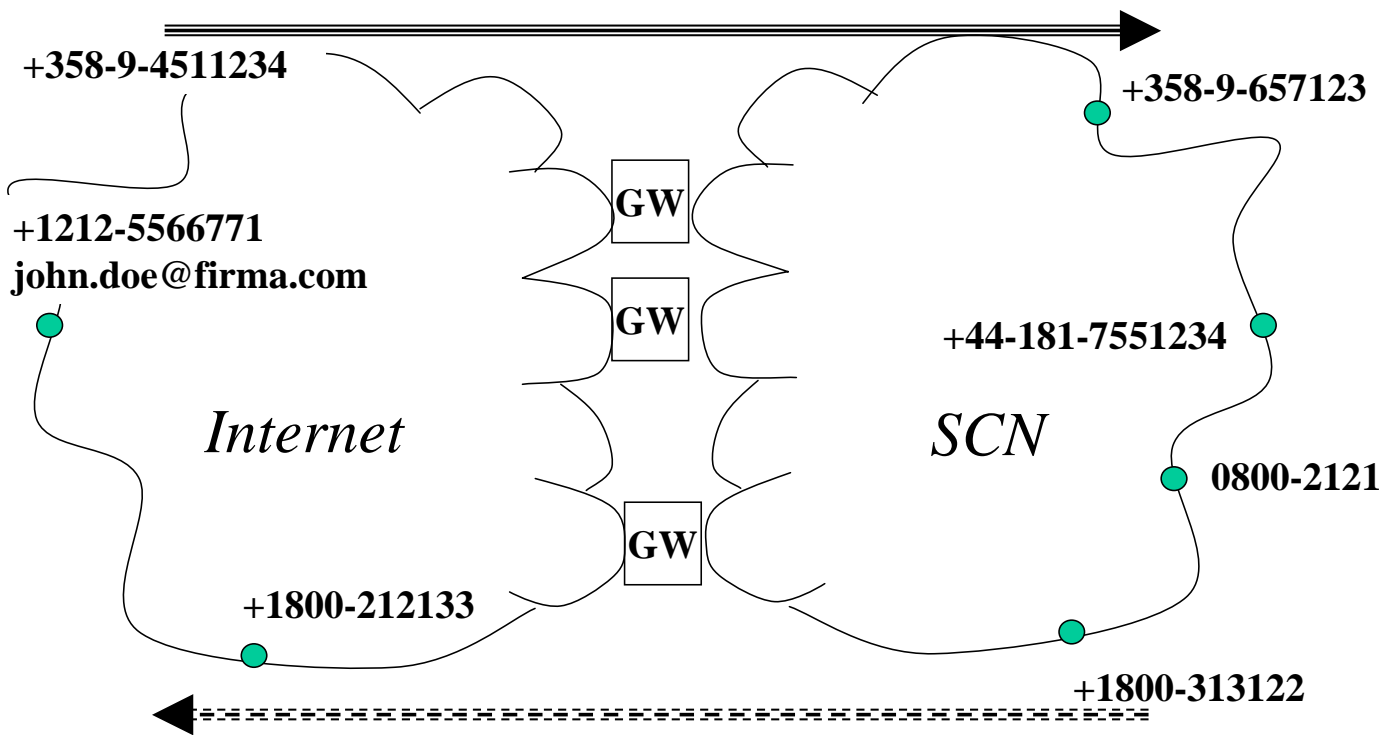 +358-9-4511234
+358-9-657123
GW
+1212-5566771
john.doe@firma.com
GW
+44-181-7551234
Internet
SCN
0800-2121
GW
+1800-212133
+1800-313122